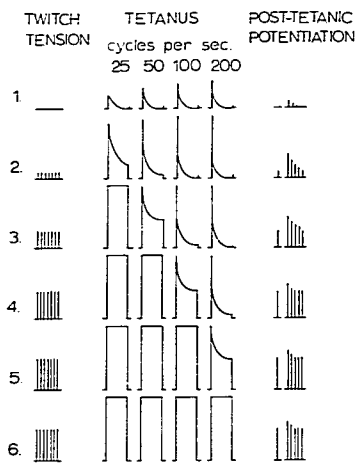 TWITCH TETANUS POST-TETANIC
TENSION cycles per sec. POTENTIATION
25 50 100 200
1.
2.
3.
4.
5.
6.